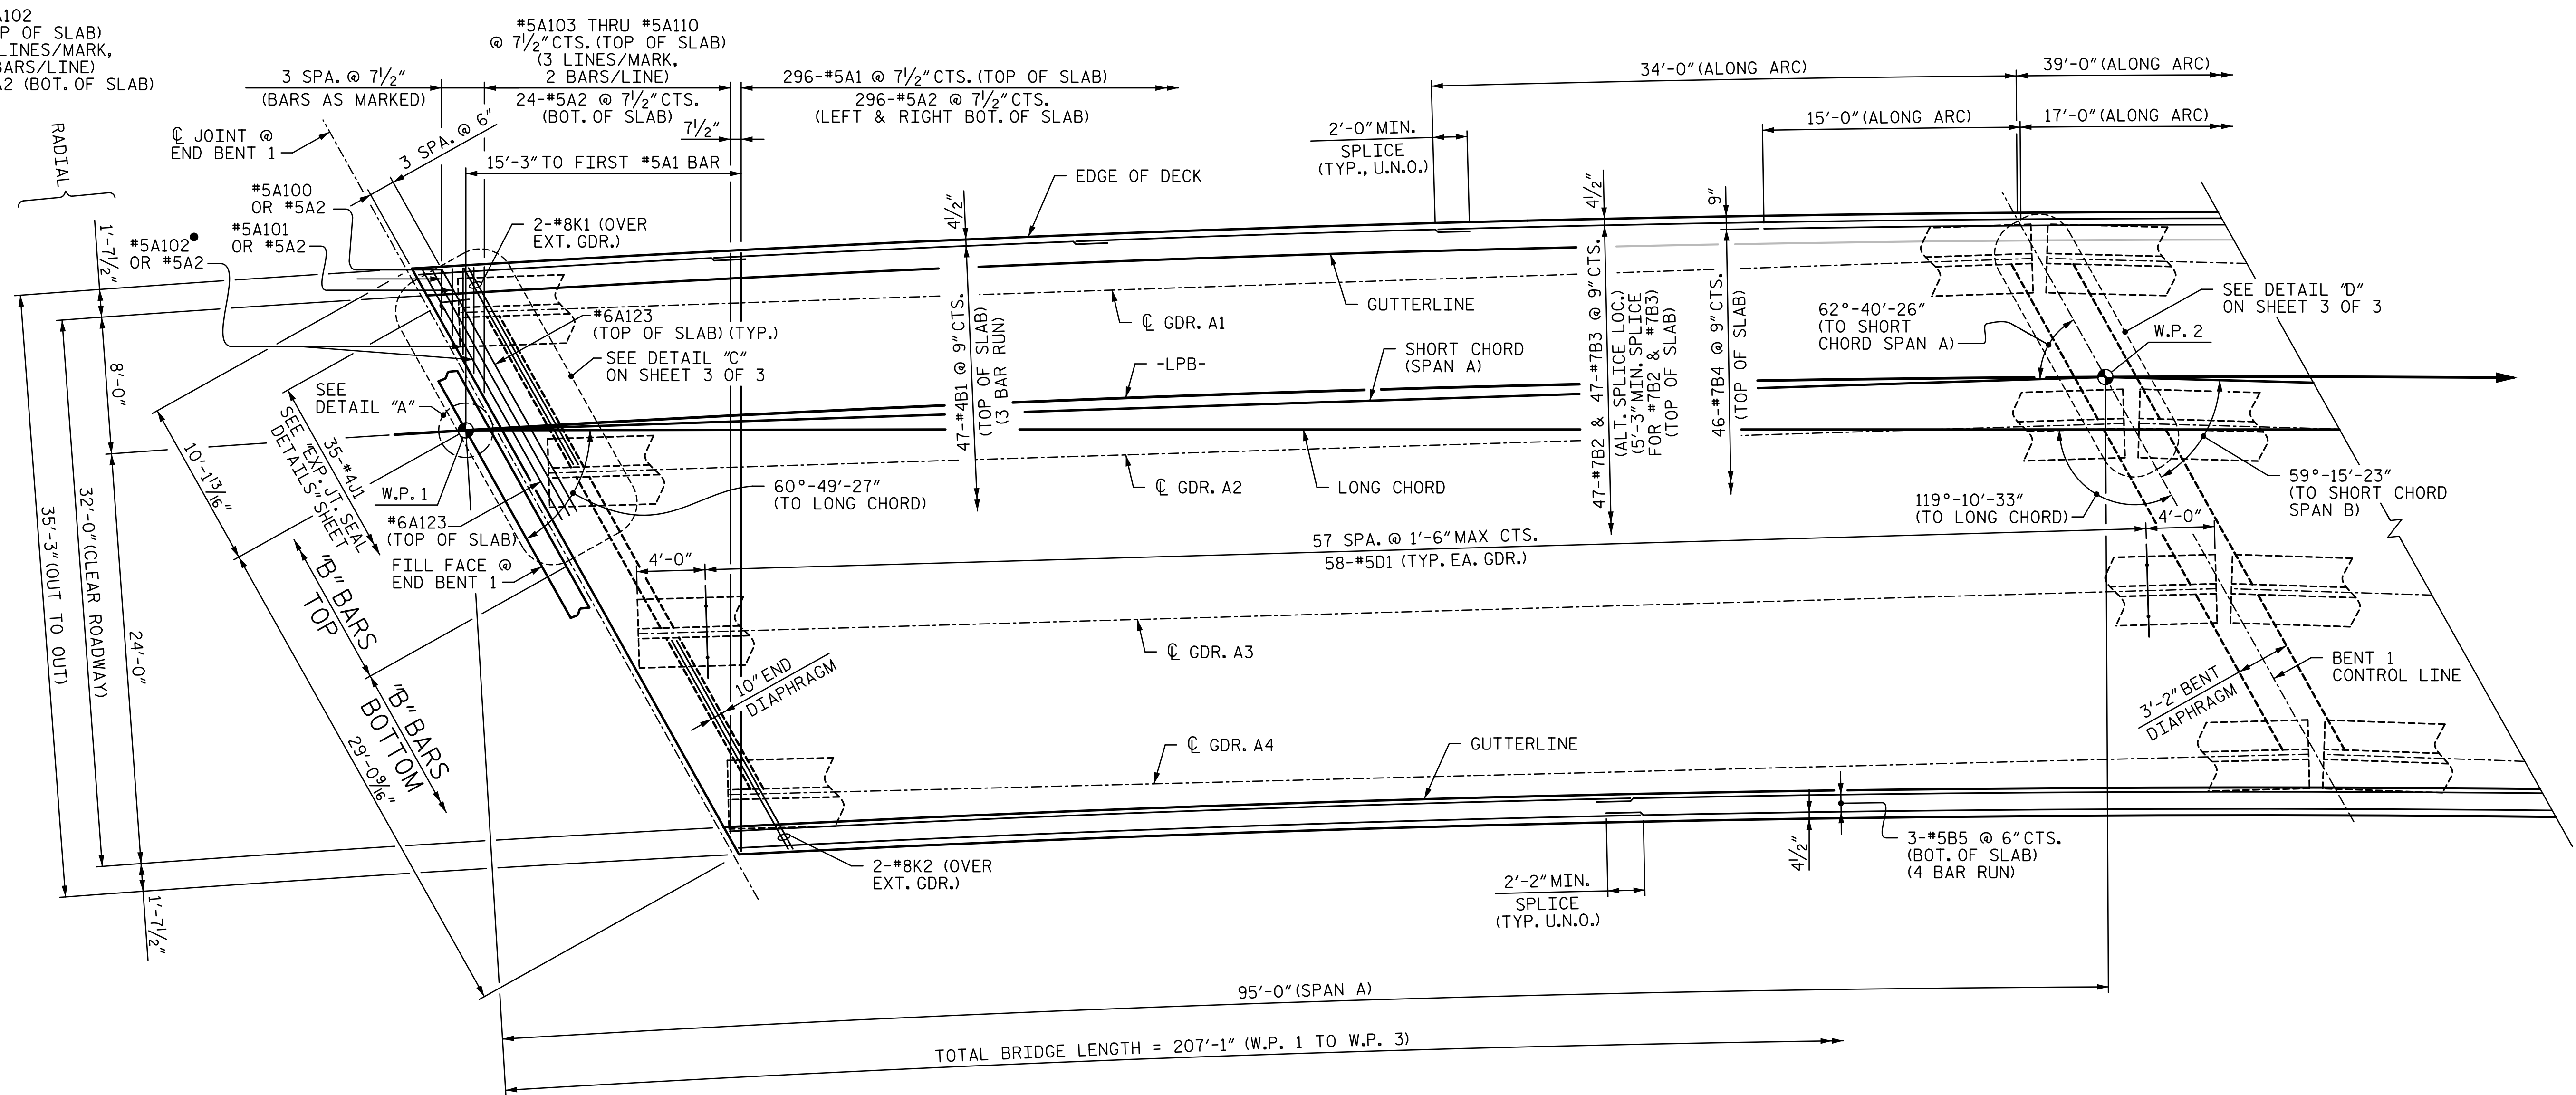 A102
P OF SLAB)
LINES/MARK,
BARS/LINE)
A2 (BOT. OF SLAB)
3 SPA. @ 7½"
(BARS AS MARKED)
#5A103 THRU #5A110
@ 7½" CTS. (TOP OF SLAB)
(3 LINES/MARK,
2 BARS/LINE)
24-#5A2 @ 7½" CTS.
(BOT. OF SLAB)
7½"
296-#5A1 @ 7½" CTS. (TOP OF SLAB)
296-#5A2 @ 7½" CTS.
(LEFT & RIGHT BOT. OF SLAB)
34'-0" (ALONG ARC)
39'-0" (ALONG ARC)
15'-0" (ALONG ARC)
17'-0" (ALONG ARC)
2'-0" MIN.
SPLICE
(TYP., U.N.O.)
RADIAL
℄ JOINT @
END BENT 1
3 SPA. @ 6"
15'-3" TO FIRST #5A1 BAR
EDGE OF DECK
#5A100
OR #5A2
#5A101
OR #5A2
#5A102
OR #5A2
2-#8K1 (OVER
EXT. GDR.)
4½"
4½"
9"
1'-7½"
8'-0"
24'-0"
32'-0" (CLEAR ROADWAY)
35'-3" (OUT TO OUT)
1'-7½"
GUTTERLINE
℄ GDR. A1
#6A123
(TOP OF SLAB) (TYP.)
SEE DETAIL "C"
ON SHEET 3 OF 3
SEE
DETAIL "A"
-LPB-
SHORT CHORD
(SPAN A)
47-#4B1 @ 9" CTS.
(TOP OF SLAB)
(3 BAR RUN)
47-#7B2 & 47-#7B3 @ 9" CTS.
(ALT. SPLICE LOC.)
(5'-3" MIN. SPLICE
FOR #7B2 & #7B3)
(TOP OF SLAB)
46-#7B4 @ 9" CTS.
(TOP OF SLAB)
62°-40'-26"
(TO SHORT
CHORD SPAN A)
SEE DETAIL "D"
ON SHEET 3 OF 3
W.P. 2
W.P. 1
35-#4J1
SEE "EXP. JT. SEAL
DETAILS" SHEET
10'-1 13/16"
29'-0 9/16"
#6A123
(TOP OF SLAB)
FILL FACE @
END BENT 1
"B" BARS
TOP
"B" BARS
BOTTOM
60°-49'-27"
(TO LONG CHORD)
℄ GDR. A2
LONG CHORD
119°-10'-33"
(TO LONG CHORD)
59°-15'-23"
(TO SHORT CHORD
SPAN B)
4'-0"
57 SPA. @ 1'-6" MAX CTS.
58-#5D1 (TYP. EA. GDR.)
4'-0"
℄ GDR. A3
10" END
DIAPHRAGM
BENT 1
CONTROL LINE
3'-2" BENT
DIAPHRAGM
℄ GDR. A4
GUTTERLINE
2-#8K2 (OVER
EXT. GDR.)
2'-2" MIN.
SPLICE
(TYP. U.N.O.)
4½"
3-#5B5 @ 6" CTS.
(BOT. OF SLAB)
(4 BAR RUN)
95'-0" (SPAN A)
TOTAL BRIDGE LENGTH = 207'-1" (W.P. 1 TO W.P. 3)